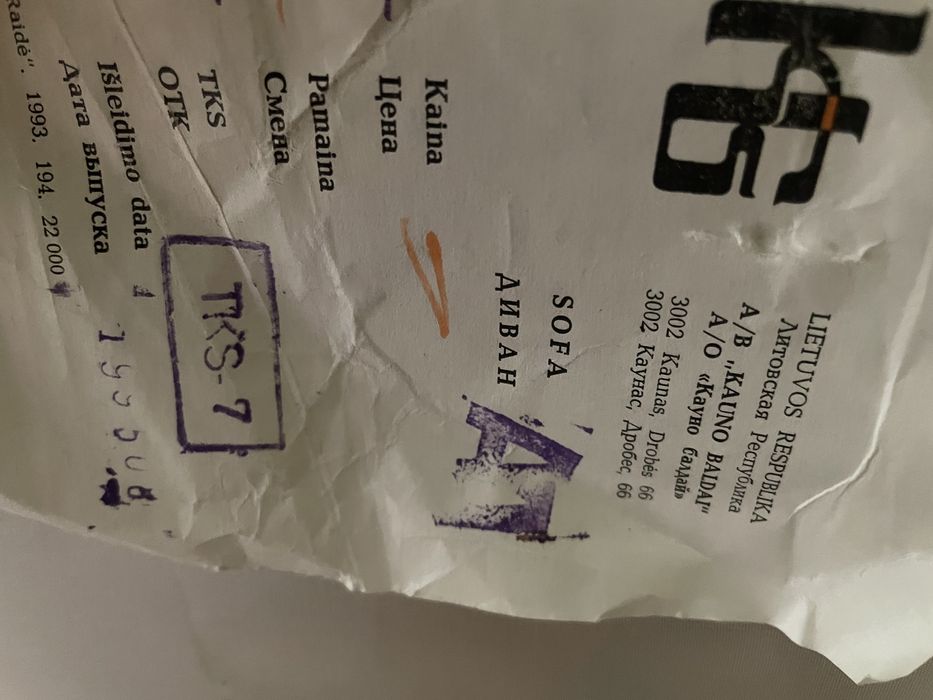 LIETUVOS RESPUBLIKA
Литовская Республика
A/B „KAUNO BALDAI“
А/О «Кауно балдай»
3002 Kaunas, Drobės 66
3002 Каунас, Дробес, 66
SOFA
ДИВАН
Kaina
Цена
Pamaina
Смена
TKS
ОТК
TKS-7
Išleidimo data
Дата выпуска
Raidė“. 1993. 194. 22 000